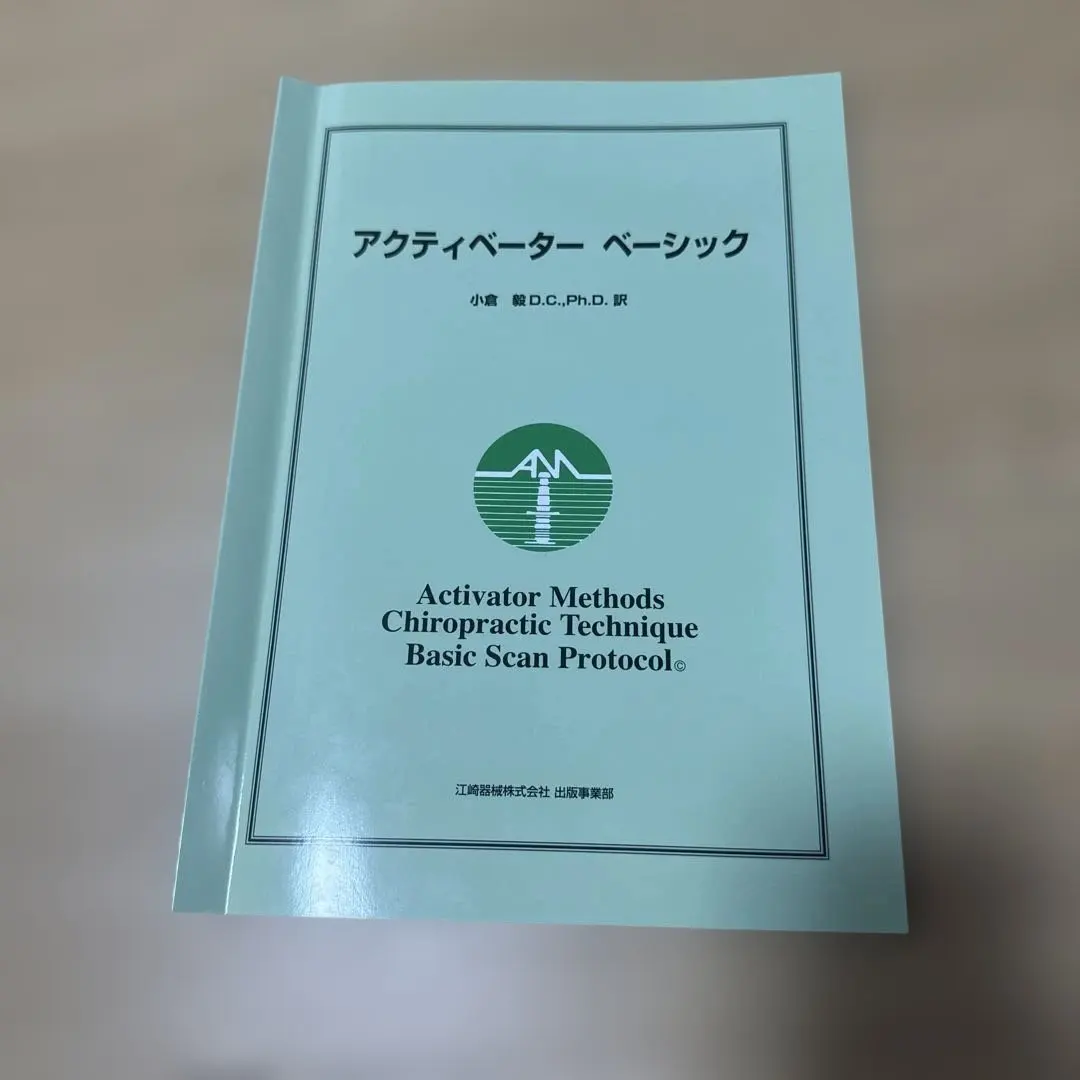 アクティベーター ベーシック
小倉 毅 D.C.,Ph.D. 訳
AM
Activator Methods
Chiropractic Technique
Basic Scan Protocol©
江崎器械株式会社 出版事業部